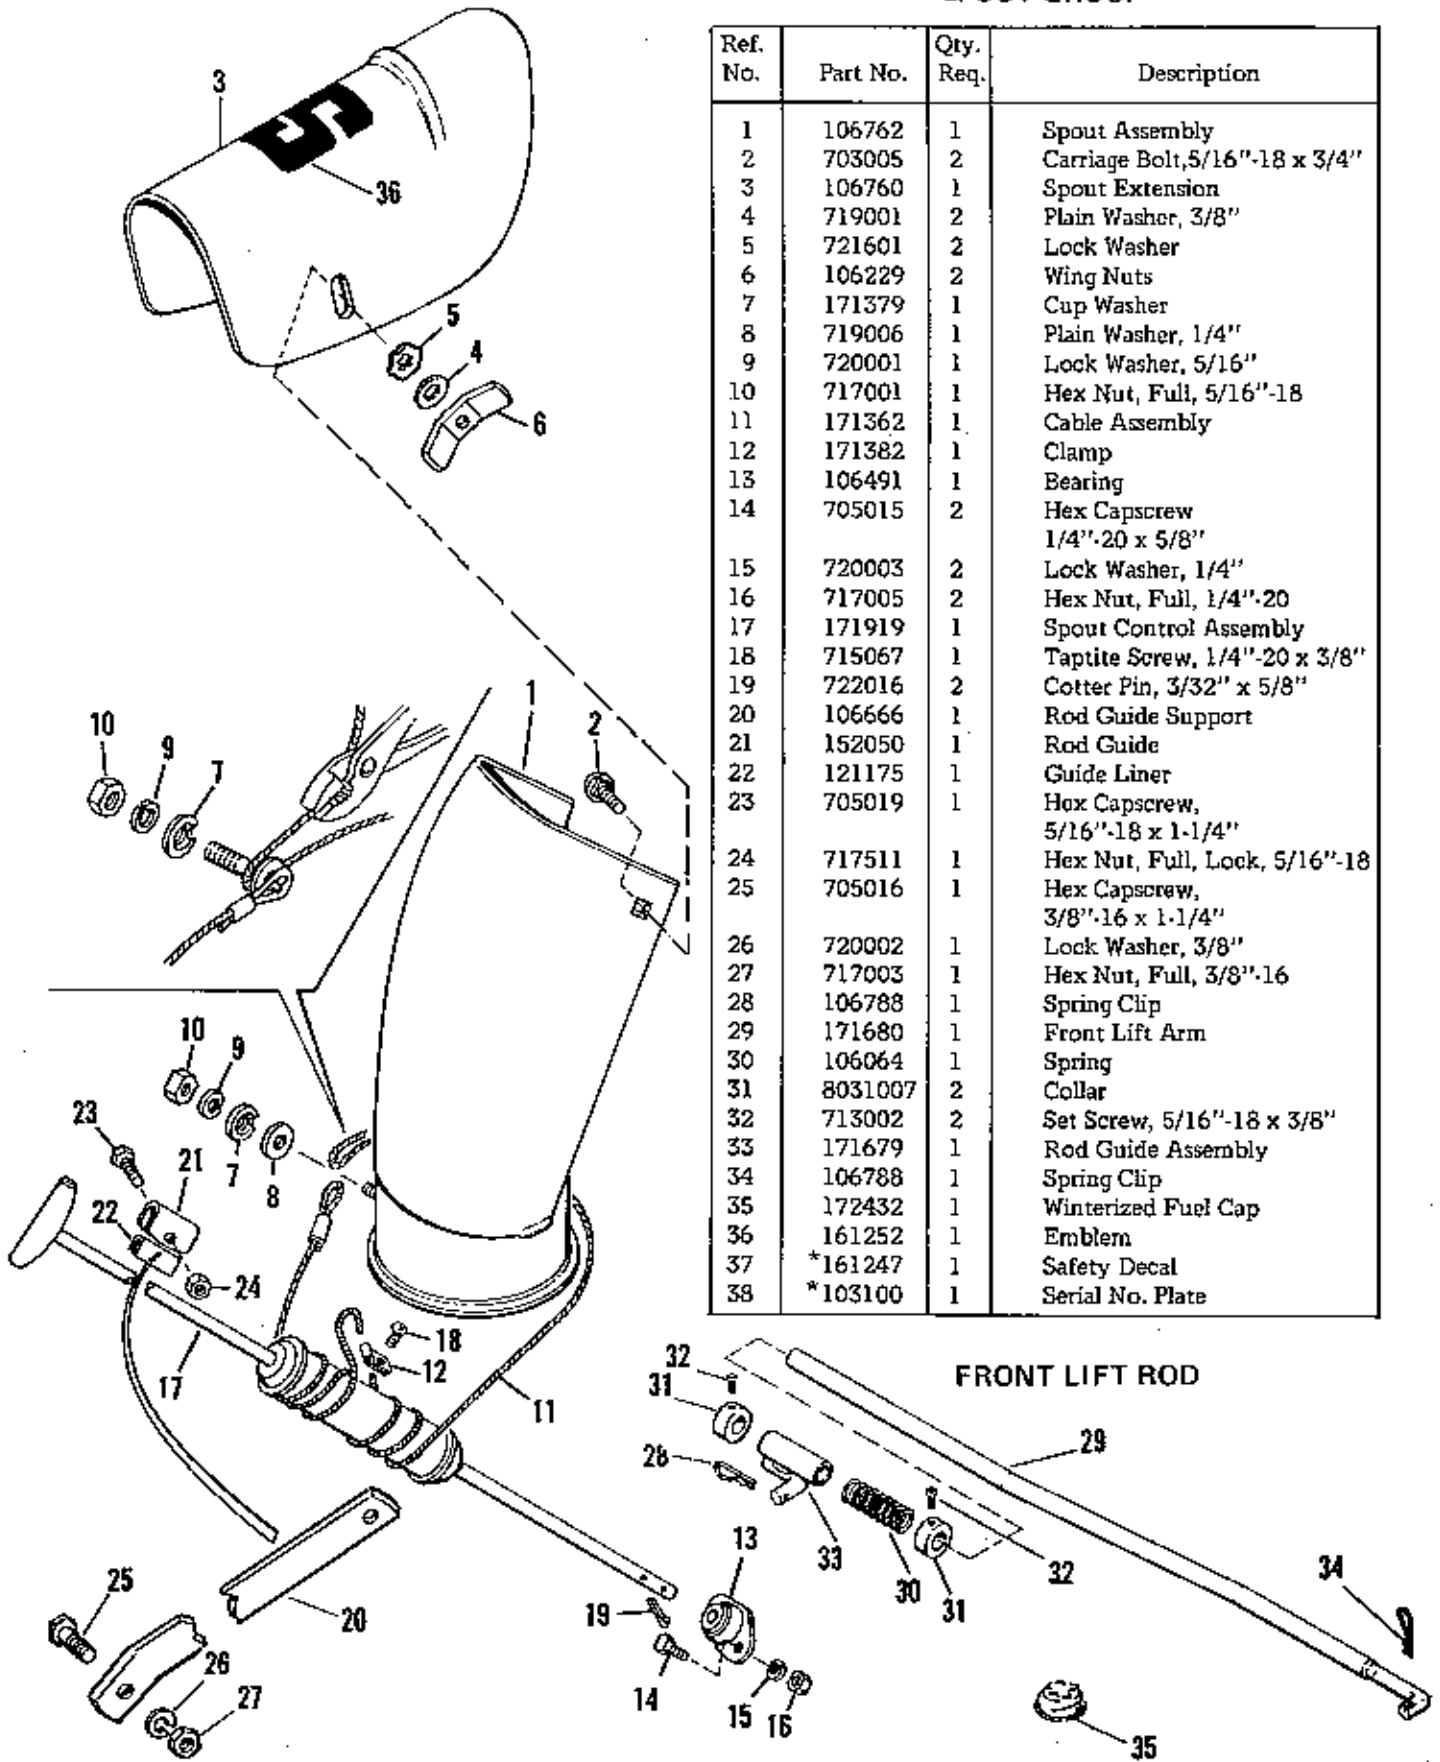 Ref. No. Part No. Qty. Req. Description
1 106762 1 Spout Assembly
2 703005 2 Carriage Bolt,5/16"-18 x 3/4"
3 106760 1 Spout Extension
4 719001 2 Plain Washer, 3/8"
5 721601 2 Lock Washer
6 106229 2 Wing Nuts
7 171379 1 Cup Washer
8 719006 1 Plain Washer, 1/4"
9 720001 1 Lock Washer, 5/16"
10 717001 1 Hex Nut, Full, 5/16"-18
11 171362 1 Cable Assembly
12 171382 1 Clamp
13 106491 1 Bearing
14 705015 2 Hex Capscrew
1/4"-20 x 5/8"
15 720003 2 Lock Washer, 1/4"
16 717005 2 Hex Nut, Full, 1/4"-20
17 171919 1 Spout Control Assembly
18 715067 1 Taptite Screw, 1/4"-20 x 3/8"
19 722016 2 Cotter Pin, 3/32" x 5/8"
20 106666 1 Rod Guide Support
21 152050 1 Rod Guide
22 121175 1 Guide Liner
23 705019 1 Hex Capscrew,
5/16"-18 x 1-1/4"
24 717511 1 Hex Nut, Full, Lock, 5/16"-18
25 705016 1 Hex Capscrew,
3/8"-16 x 1-1/4"
26 720002 1 Lock Washer, 3/8"
27 717003 1 Hex Nut, Full, 3/8"-16
28 106788 1 Spring Clip
29 171680 1 Front Lift Arm
30 106064 1 Spring
31 8031007 2 Collar
32 713002 2 Set Screw, 5/16"-18 x 3/8"
33 171679 1 Rod Guide Assembly
34 106788 1 Spring Clip
35 172432 1 Winterized Fuel Cap
36 161252 1 Emblem
37 *161247 1 Safety Decal
38 *103100 1 Serial No. Plate
3
S
36
5
4
6
1
2
10
9
7
10
9
23
21
7
8
22
24
18
12
17
11
FRONT LIFT ROD
32
31
29
28
13
33
30
32
31
34
25
20
19
26
14
15
16
27
35